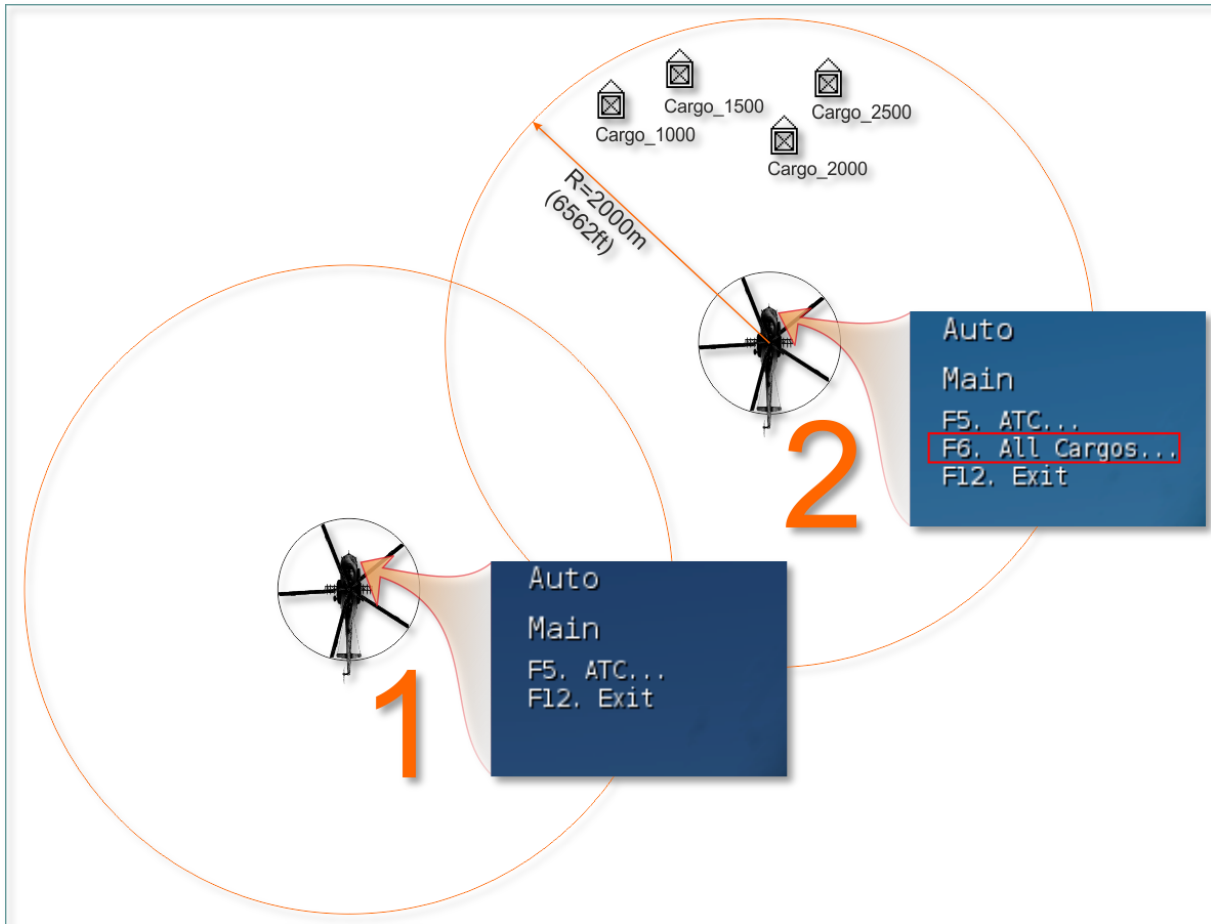 Cargo_1500
Cargo_2500
Cargo_1000
Cargo_2000
R=2000m
(6562ft)
2
Auto
Main
F5. ATC...
F6. All Cargos...
F12. Exit
1
Auto
Main
F5. ATC...
F12. Exit